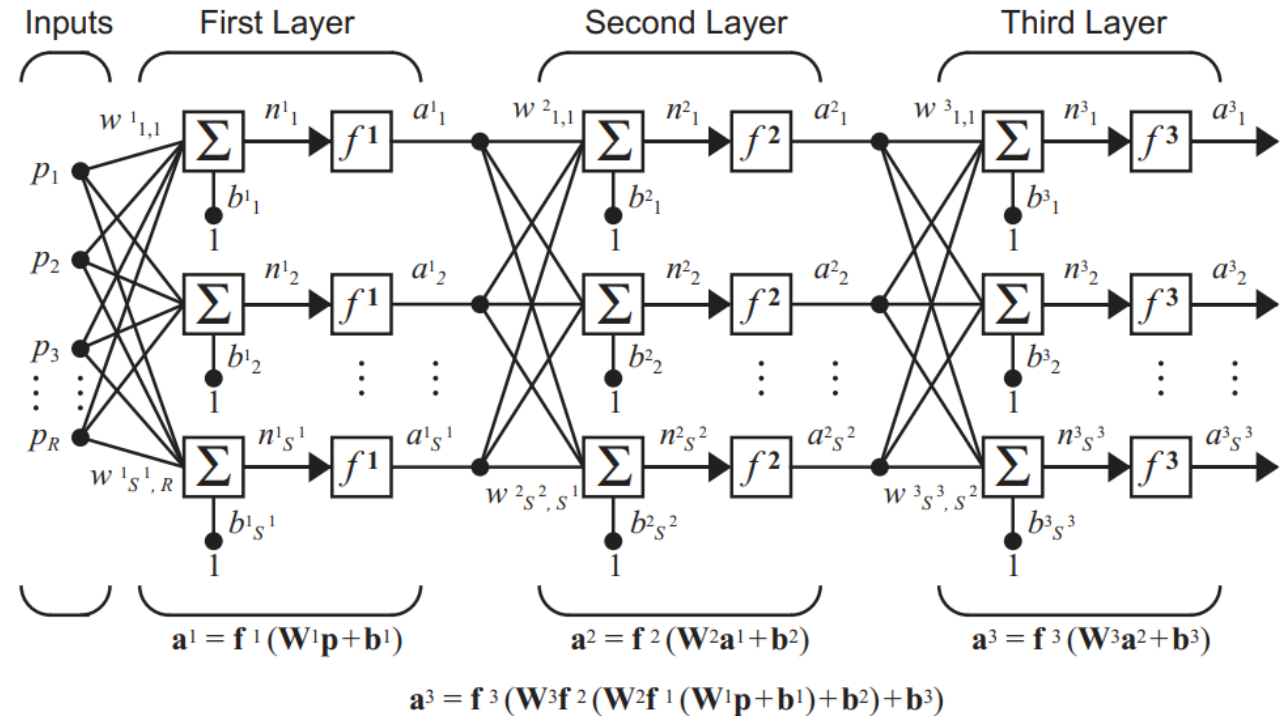 Inputs First Layer Second Layer Third Layer
w¹₁,₁ n¹₁ a¹₁ w²₁,₁ n²₁ a²₁ w³₁,₁ n³₁ a³₁
Σ f¹ Σ f² Σ f³
p₁
b¹₁ b²₁ b³₁
1 1 1
p₂ n¹₂ a¹₂ n²₂ a²₂ n³₂ a³₂
Σ f¹ Σ f² Σ f³
p₃ b¹₂ b²₂ b³₂
1 1 1
p_R n¹_S¹ a¹_S¹ n²_S² a²_S² n³_S³ a³_S³
Σ f¹ Σ f² Σ f³
w¹_S¹,R w²_S²,S¹ w³_S³,S²
b¹_S¹ b²_S² b³_S³
1 1 1
a¹ = f¹(W¹p+b¹) a² = f²(W²a¹+b²) a³ = f³(W³a²+b³)
a³ = f³(W³f²(W²f¹(W¹p+b¹)+b²)+b³)